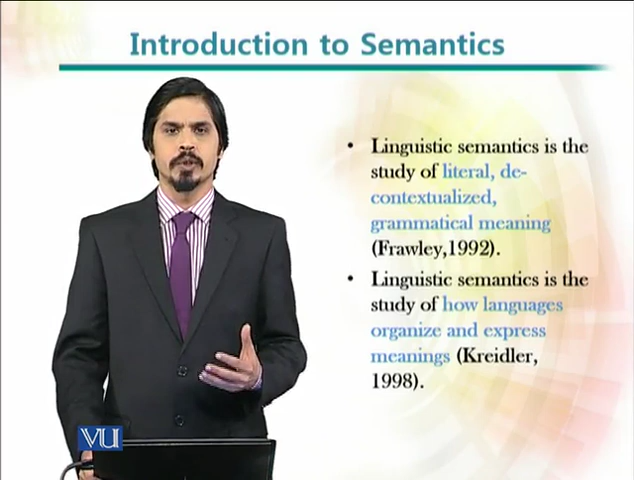 Introduction to Semantics
• Linguistic semantics is the
study of literal, de-
contextualized,
grammatical meaning
(Frawley,1992).
• Linguistic semantics is the
study of how languages
organize and express
meanings (Kreidler,
1998).
VU